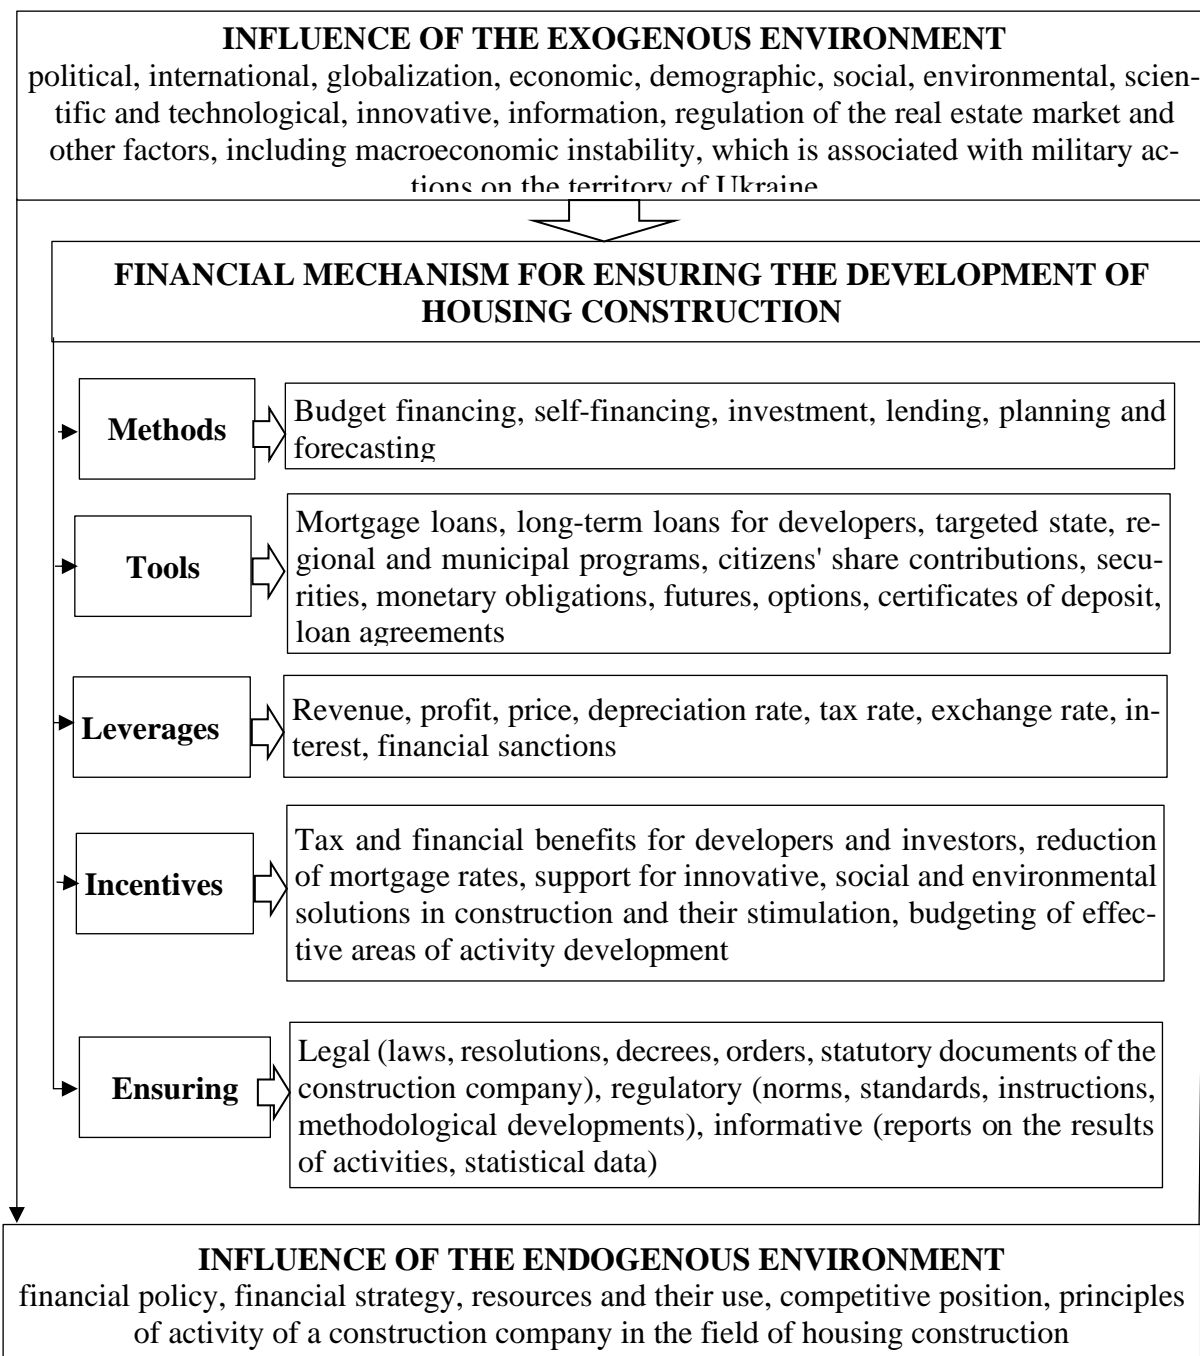 INFLUENCE OF THE EXOGENOUS ENVIRONMENT
political, international, globalization, economic, demographic, social, environmental, scien-
tific and technological, innovative, information, regulation of the real estate market and
other factors, including macroeconomic instability, which is associated with military ac-
tions on the territory of Ukraine
FINANCIAL MECHANISM FOR ENSURING THE DEVELOPMENT OF
HOUSING CONSTRUCTION
Methods
Budget financing, self-financing, investment, lending, planning and
forecasting
Tools
Mortgage loans, long-term loans for developers, targeted state, re-
gional and municipal programs, citizens' share contributions, secu-
rities, monetary obligations, futures, options, certificates of deposit,
loan agreements
Leverages
Revenue, profit, price, depreciation rate, tax rate, exchange rate, in-
terest, financial sanctions
Incentives
Tax and financial benefits for developers and investors, reduction
of mortgage rates, support for innovative, social and environmental
solutions in construction and their stimulation, budgeting of effec-
tive areas of activity development
Ensuring
Legal (laws, resolutions, decrees, orders, statutory documents of the
construction company), regulatory (norms, standards, instructions,
methodological developments), informative (reports on the results
of activities, statistical data)
INFLUENCE OF THE ENDOGENOUS ENVIRONMENT
financial policy, financial strategy, resources and their use, competitive position, principles
of activity of a construction company in the field of housing construction